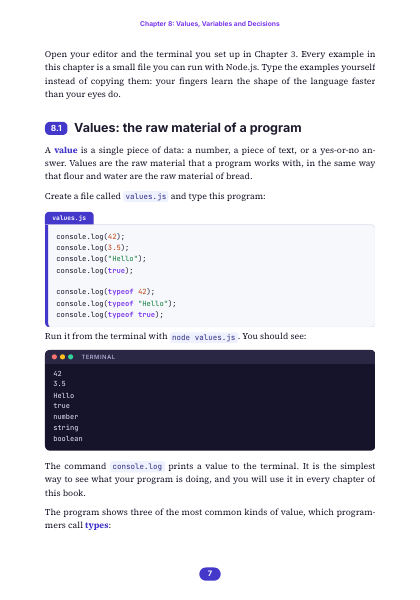 Chapter 8: Values, Variables and Decisions
Open your editor and the terminal you set up in Chapter 3. Every example in
this chapter is a small file you can run with Node.js. Type the examples yourself
instead of copying them: your fingers learn the shape of the language faster
than your eyes do.
8.1 Values: the raw material of a program
A value is a single piece of data: a number, a piece of text, or a yes-or-no an-
swer. Values are the raw material that a program works with, in the same way
that flour and water are the raw material of bread.
Create a file called values.js and type this program:
values.js
console.log(42);
console.log(3.5);
console.log("Hello");
console.log(true);
console.log(typeof 42);
console.log(typeof "Hello");
console.log(typeof true);
Run it from the terminal with node values.js. You should see:
TERMINAL
42
3.5
Hello
true
number
string
boolean
The command console.log prints a value to the terminal. It is the simplest
way to see what your program is doing, and you will use it in every chapter of
this book.
The program shows three of the most common kinds of value, which program-
mers call types:
7